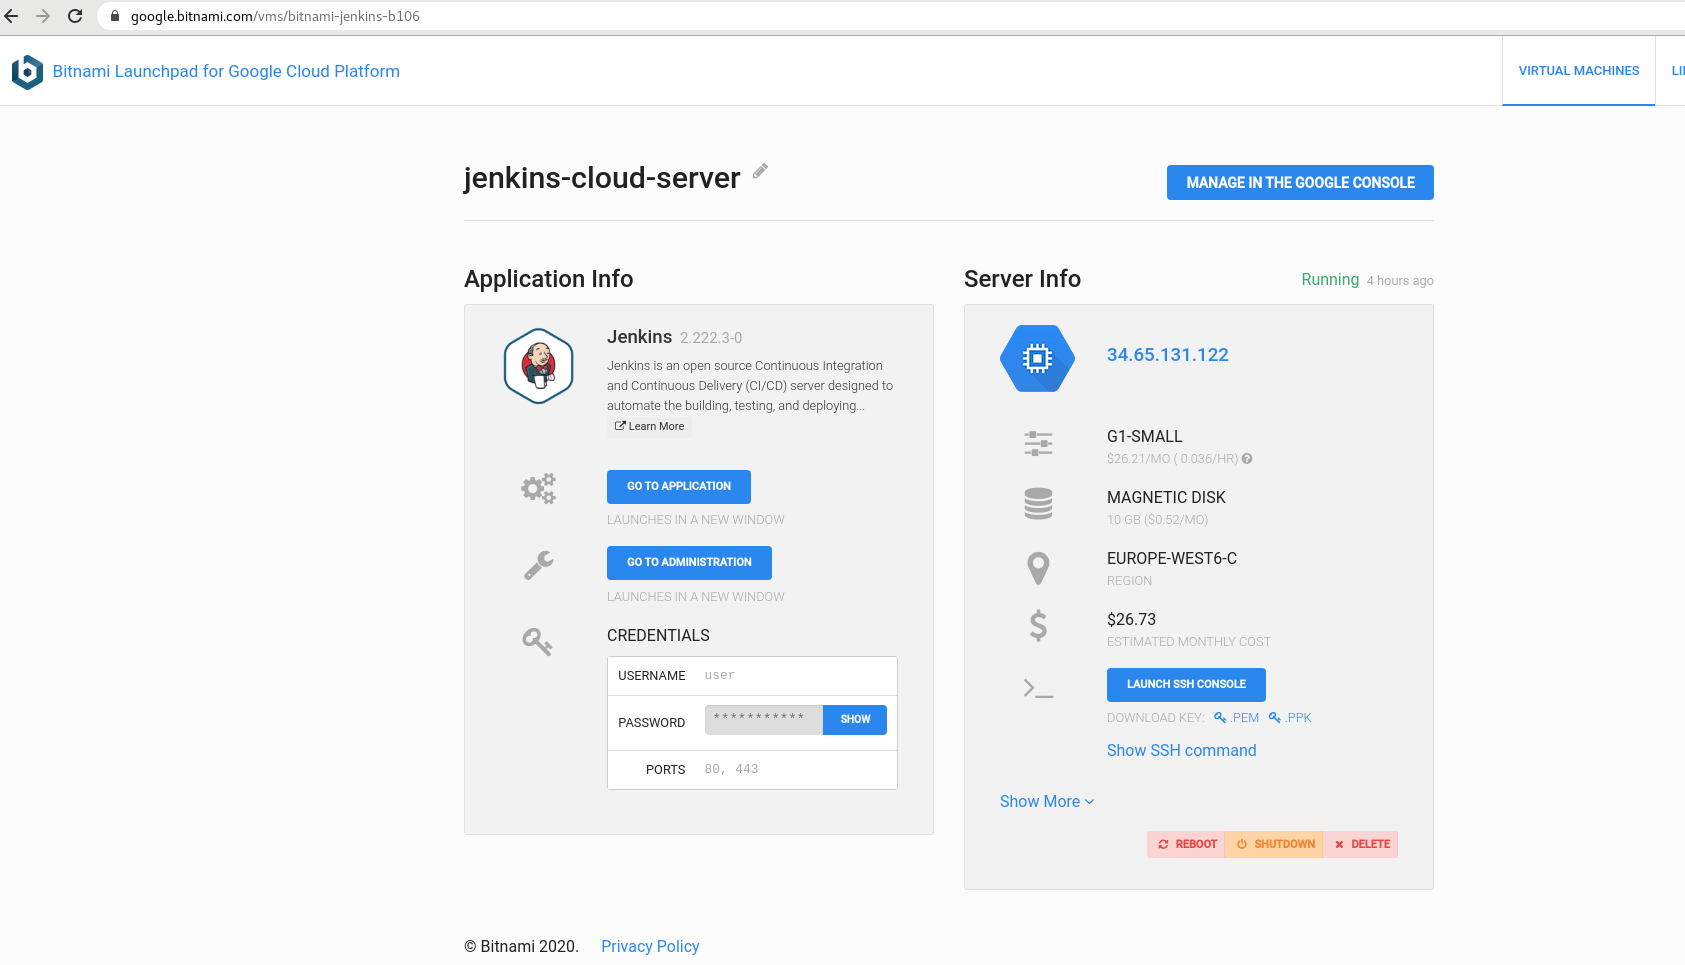 google.bitnami.com/vms/bitnami-jenkins-b106
Bitnami Launchpad for Google Cloud Platform
VIRTUAL MACHINES
LI
jenkins-cloud-server
MANAGE IN THE GOOGLE CONSOLE
Application Info
Jenkins 2.222.3-0
Jenkins is an open source Continuous Integration
and Continuous Delivery (CI/CD) server designed to
automate the building, testing, and deploying...
Learn More
GO TO APPLICATION
LAUNCHES IN A NEW WINDOW
GO TO ADMINISTRATION
LAUNCHES IN A NEW WINDOW
CREDENTIALS
USERNAME user
PASSWORD *********** SHOW
PORTS 80, 443
Server Info
Running 4 hours ago
34.65.131.122
G1-SMALL
$26.21/MO ( 0.036/HR)
MAGNETIC DISK
10 GB ($0.52/MO)
EUROPE-WEST6-C
REGION
$26.73
ESTIMATED MONTHLY COST
LAUNCH SSH CONSOLE
DOWNLOAD KEY: .PEM .PPK
Show SSH command
Show More
REBOOT SHUTDOWN DELETE
© Bitnami 2020. Privacy Policy